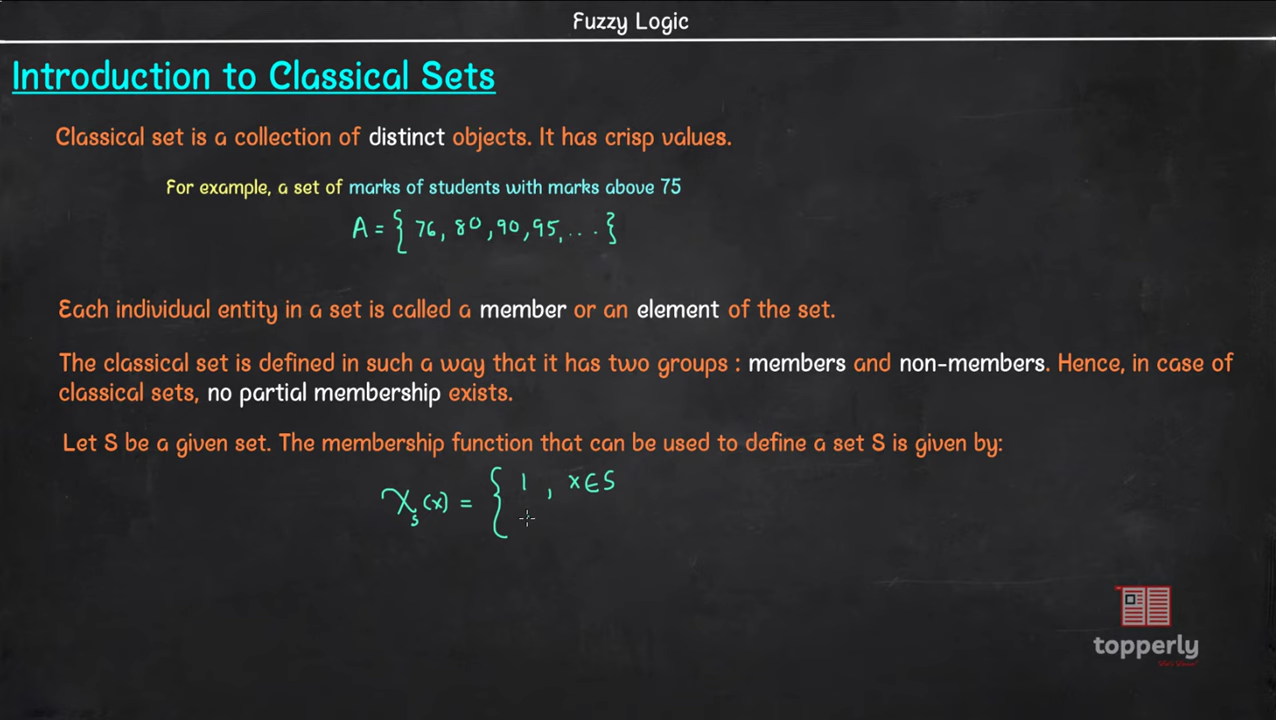 Fuzzy Logic
Introduction to Classical Sets
Classical set is a collection of distinct objects. It has crisp values.
For example, a set of marks of students with marks above 75
A = { 76, 80, 90, 95, ... }
Each individual entity in a set is called a member or an element of the set.
The classical set is defined in such a way that it has two groups : members and non-members. Hence, in case of
classical sets, no partial membership exists.
Let S be a given set. The membership function that can be used to define a set S is given by:
χₛ(x) = { 1 , x∈S
topperly